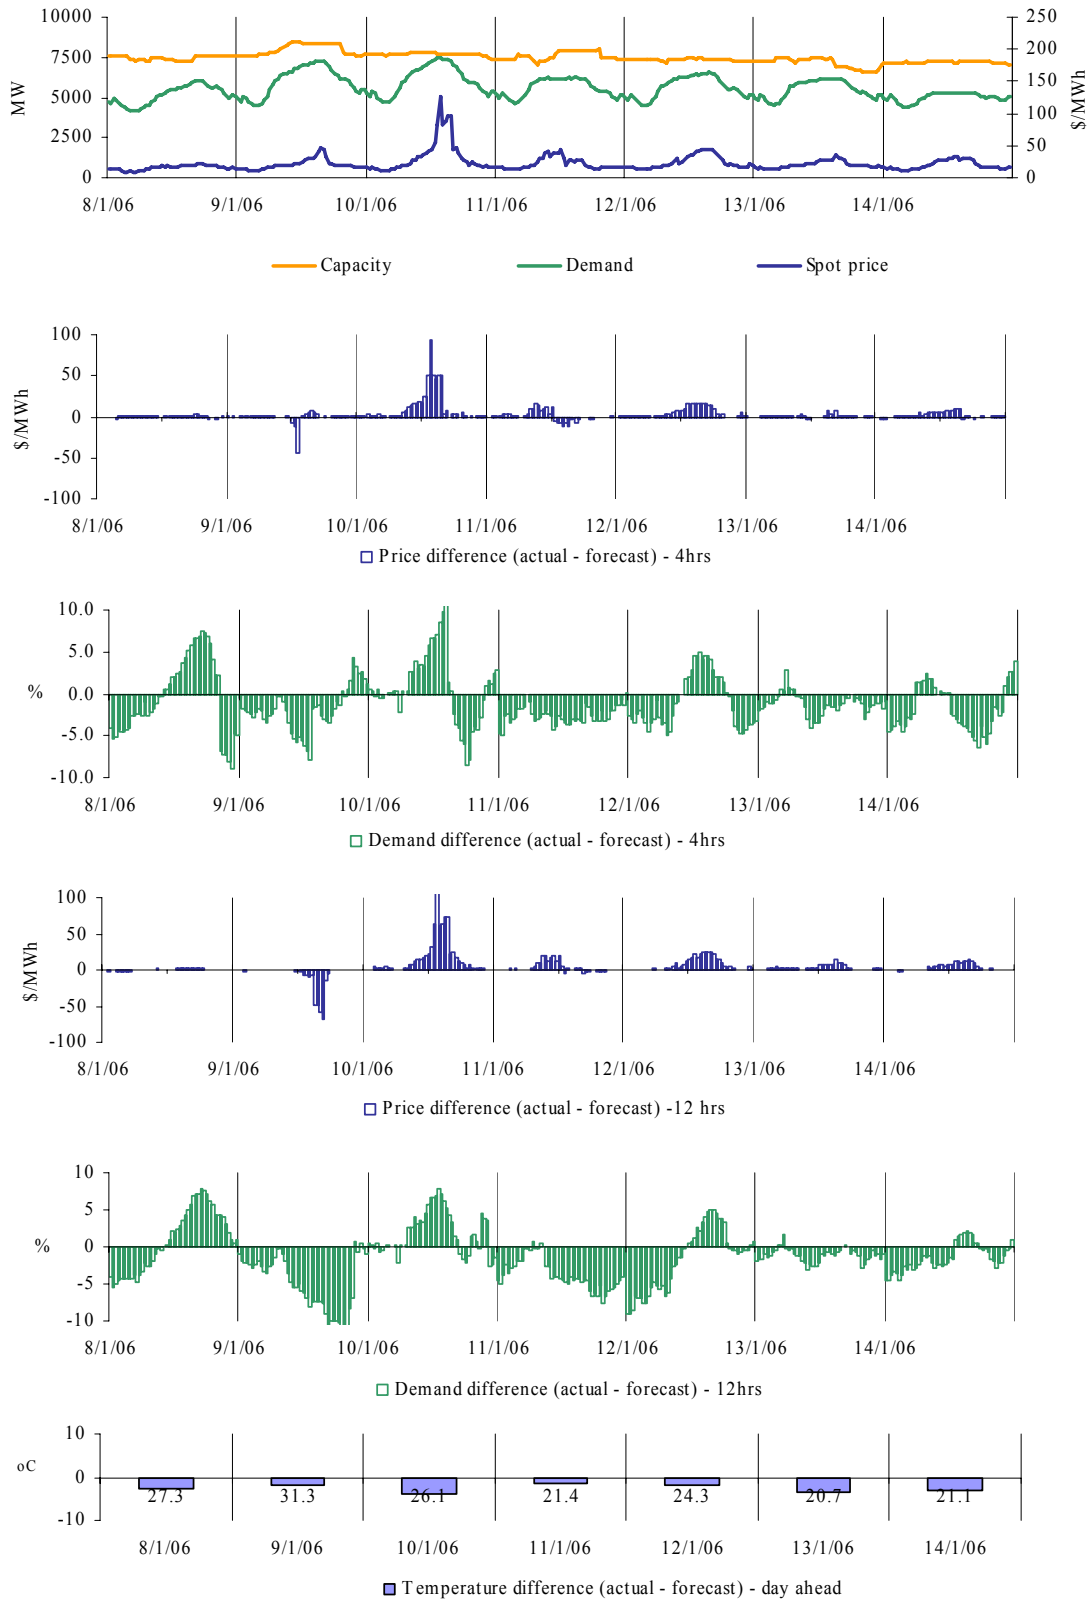 10000 250
7500 200
150
5000 100
2500 50
0 0
MW
$/MWh
8/1/06 9/1/06 10/1/06 11/1/06 12/1/06 13/1/06 14/1/06
Capacity Demand Spot price
100
50
0
-50
-100
$/MWh
8/1/06 9/1/06 10/1/06 11/1/06 12/1/06 13/1/06 14/1/06
Price difference (actual - forecast) - 4hrs
10.0
5.0
0.0
-5.0
-10.0
%
8/1/06 9/1/06 10/1/06 11/1/06 12/1/06 13/1/06 14/1/06
Demand difference (actual - forecast) - 4hrs
100
50
0
-50
-100
$/MWh
8/1/06 9/1/06 10/1/06 11/1/06 12/1/06 13/1/06 14/1/06
Price difference (actual - forecast) -12 hrs
10
5
0
-5
-10
%
8/1/06 9/1/06 10/1/06 11/1/06 12/1/06 13/1/06 14/1/06
Demand difference (actual - forecast) - 12hrs
10
0
-10
oC
27.3 31.3 26.1 21.4 24.3 20.7 21.1
8/1/06 9/1/06 10/1/06 11/1/06 12/1/06 13/1/06 14/1/06
Temperature difference (actual - forecast) - day ahead